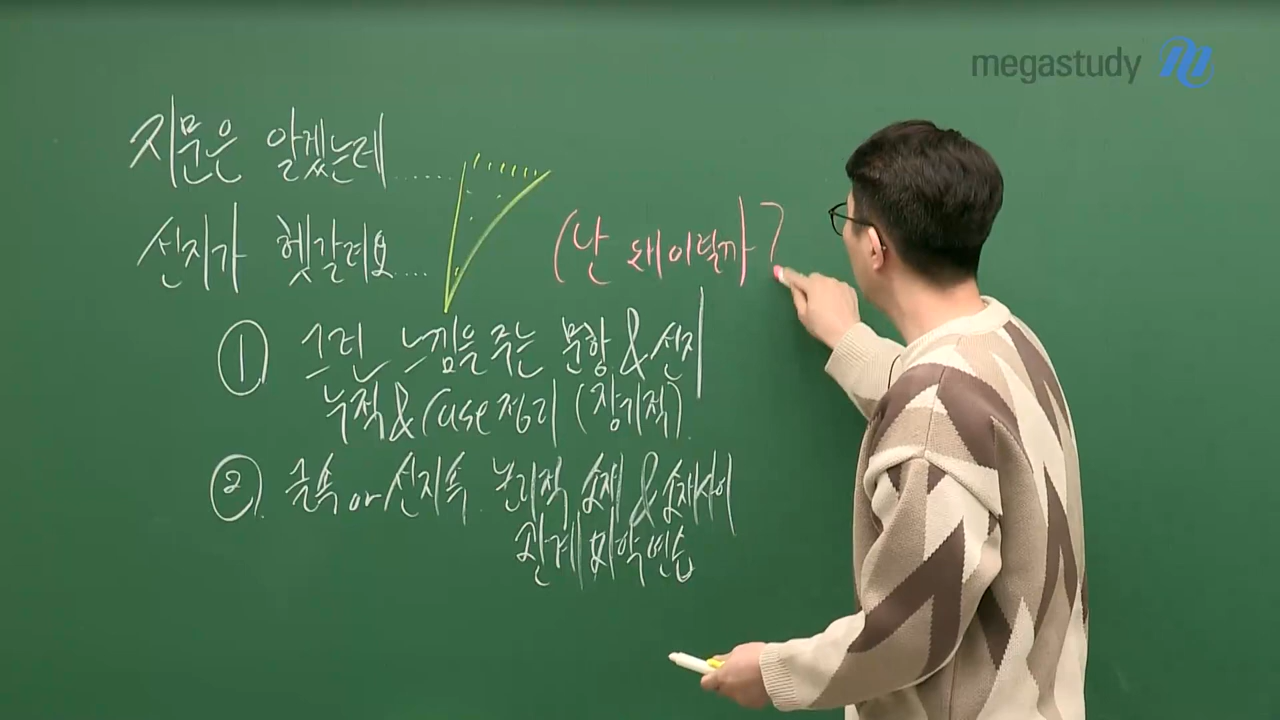 megastudy
지문은 알겠는데......
선지가 헷갈려요....
(난 왜 이럴까?
① 그런 느낌을 주는 문항 & 선지
누적 & Case 정리 (장기적).
②. 글속 or 선지속. 논리적 소재 & 소재사이
관계 파악 연습